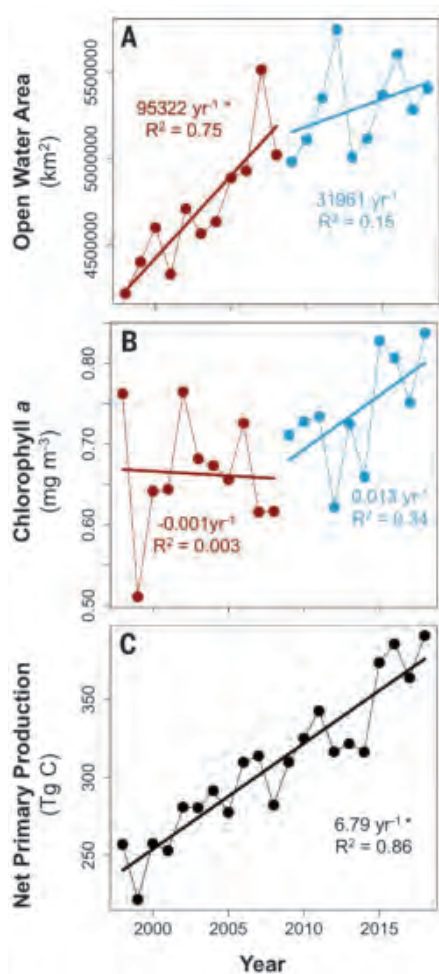 A
Open Water Area
(km²)
5500000
5000000
4500000
95322 yr⁻¹ *
R² = 0.75
31961 yr⁻¹
R² = 0.15
B
Chlorophyll a
(mg m⁻³)
0.80
0.70
0.60
0.50
-0.001yr⁻¹
R² = 0.003
0.013 yr⁻¹
R² = 0.34
C
Net Primary Production
(Tg C)
350
300
250
6.79 yr⁻¹ *
R² = 0.86
2000 2005 2010 2015
Year